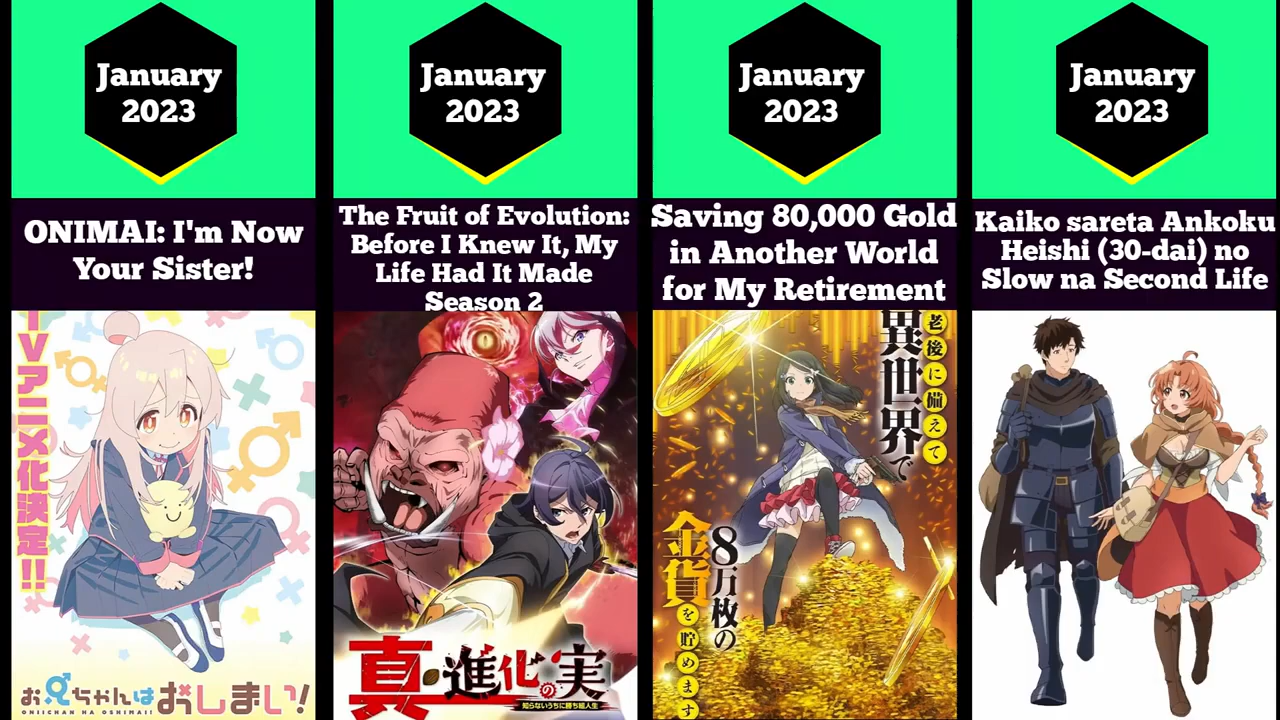 January
2023
ONIMAI: I'm Now
Your Sister!
TVアニメ化決定!!
お兄ちゃんはおしまい!
ONIICHAN HA OSHIMAI!
January
2023
The Fruit of Evolution:
Before I Knew It, My
Life Had It Made
Season 2
真・進化の実
知らないうちに勝ち組人生
January
2023
Saving 80,000 Gold
in Another World
for My Retirement
老後に備えて
異世界で
8万枚の
金貨を貯めます
January
2023
Kaiko sareta Ankoku
Heishi (30-dai) no
Slow na Second Life